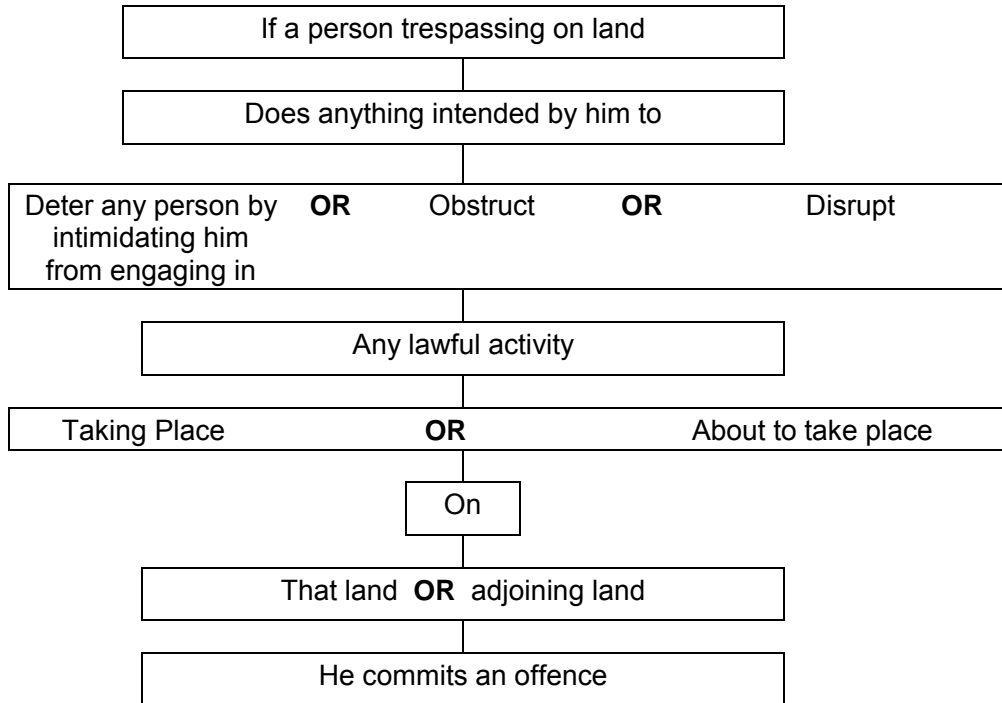 If a person trespassing on land
Does anything intended by him to
Deter any person by OR Obstruct OR Disrupt
intimidating him
from engaging in
Any lawful activity
Taking Place OR About to take place
On
That land OR adjoining land
He commits an offence